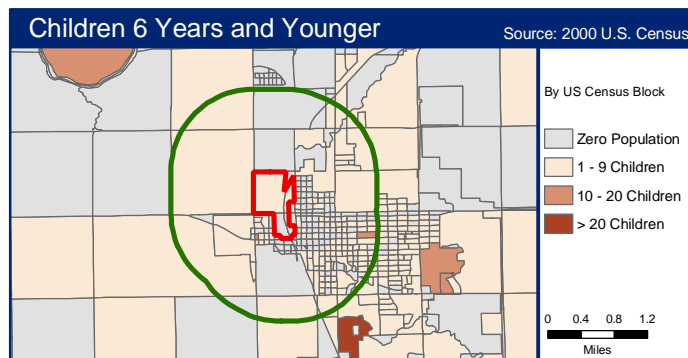 Children 6 Years and Younger
Source: 2000 U.S. Census
By US Census Block
Zero Population
1 - 9 Children
10 - 20 Children
> 20 Children
0 0.4 0.8 1.2
Miles